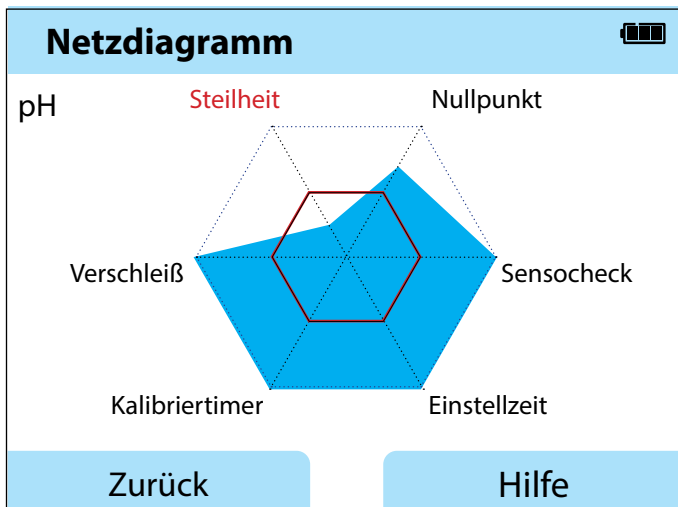 Netzdiagramm
pH
Steilheit
Nullpunkt
Verschleiß
Sensocheck
Kalibriertimer
Einstellzeit
Zurück
Hilfe